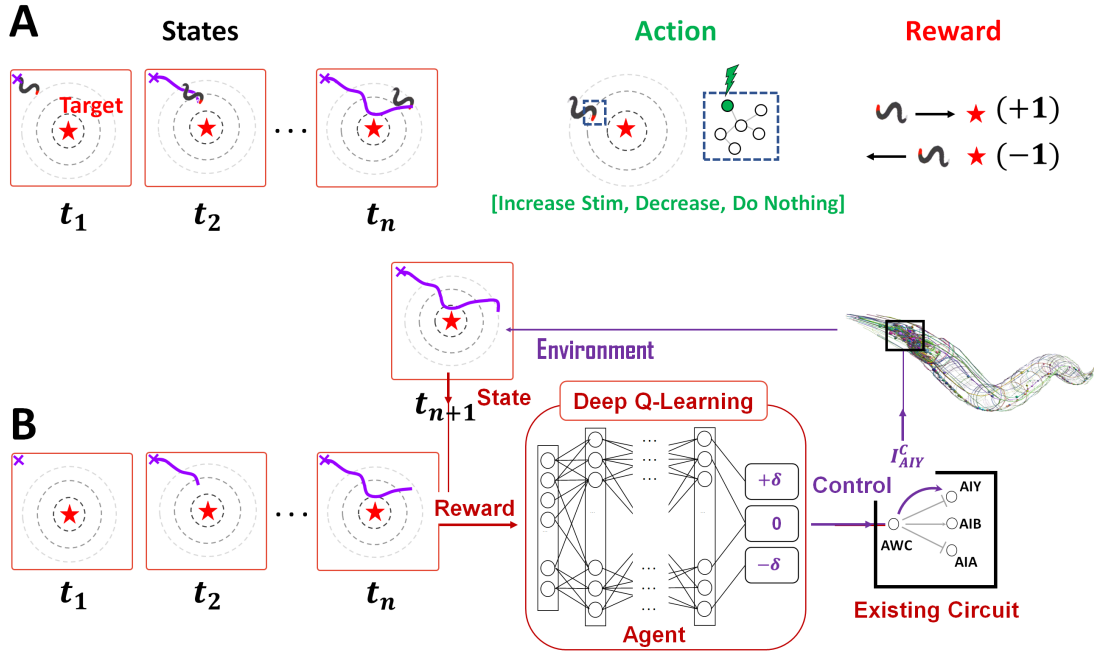 A
States
Action
Reward
Target
(+1)
(−1)
...
t₁
t₂
tₙ
[Increase Stim, Decrease, Do Nothing]
Environment
tₙ₊₁
State
B
Deep Q-Learning
...
...
...
...
...
Reward
+δ
0
−δ
Control
I^C_AIY
AIY
AWC
AIB
AIA
t₁
t₂
tₙ
Agent
Existing Circuit